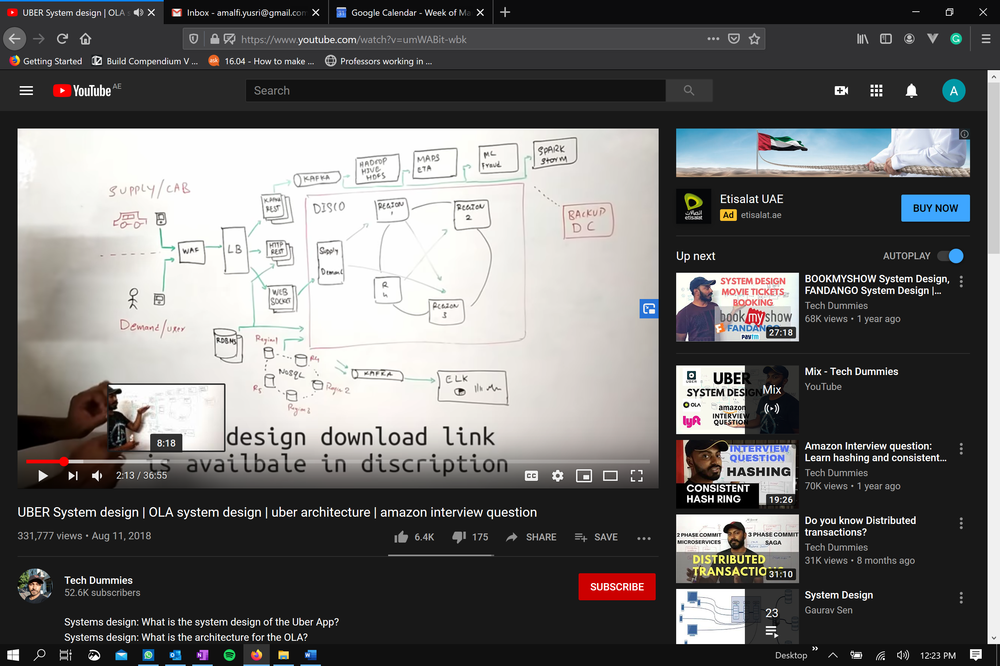 UBER System design | OLA s
Inbox - amalfi.yusri@gmail.com
Google Calendar - Week of Ma
https://www.youtube.com/watch?v=umWABit-wbk
Getting Started
Build Compendium V ...
ask
16.04 - How to make ...
Professors working in ...
YouTube AE
Search
A
SUPPLY/CAB
KAFKA
HADOOP
HIVE
HDFS
MAPS
ETA
ML
Fraud
SPARK
Storm
KAFKA
REST
DISCO
REGION
1
REGION
2
BACKUP
DC
WAF
LB
HTTP
REST
Supply
Demand
R
4
REGION
3
WEB
SOCKET
Demand/user
RDBMS
Region1
R4
NoSQL
R5
Region 2
Region 3
KAFKA
ELK
design download link
is availbale in discription
8:18
2:13 / 36:55
CC
UBER System design | OLA system design | uber architecture | amazon interview question
331,777 views • Aug 11, 2018
6.4K
175
SHARE
SAVE
Tech Dummies
52.6K subscribers
SUBSCRIBE
Systems design: What is the system design of the Uber App?
Systems design: What is the architecture for the OLA?
اتصالات
etisalat
Etisalat UAE
Ad etisalat.ae
BUY NOW
Up next
AUTOPLAY
SYSTEM DESIGN
MOVIE TICKETS
BOOKING
bookmyshow
FANDANGO
paytm
27:18
BOOKMYSHOW System Design,
FANDANGO System Design |...
Tech Dummies
68K views • 1 year ago
UBER
UBER
SYSTEM DESIGN
OLA
amazon
lyft
INTERVIEW
QUESTION
Mix
Mix - Tech Dummies
YouTube
INTERVIEW
QUESTION
HASHING
CONSISTENT
HASH RING
19:26
Amazon Interview question:
Learn hashing and consistent...
Tech Dummies
70K views • 1 year ago
2 PHASE COMMIT
MICROSERVICES
3 PHASE COMMIT
SAGA
DISTRIBUTED
TRANSACTIONS
31:10
Do you know Distributed
transactions?
Tech Dummies
31K views • 8 months ago
23
System Design
Gaurav Sen
Desktop
12:23 PM